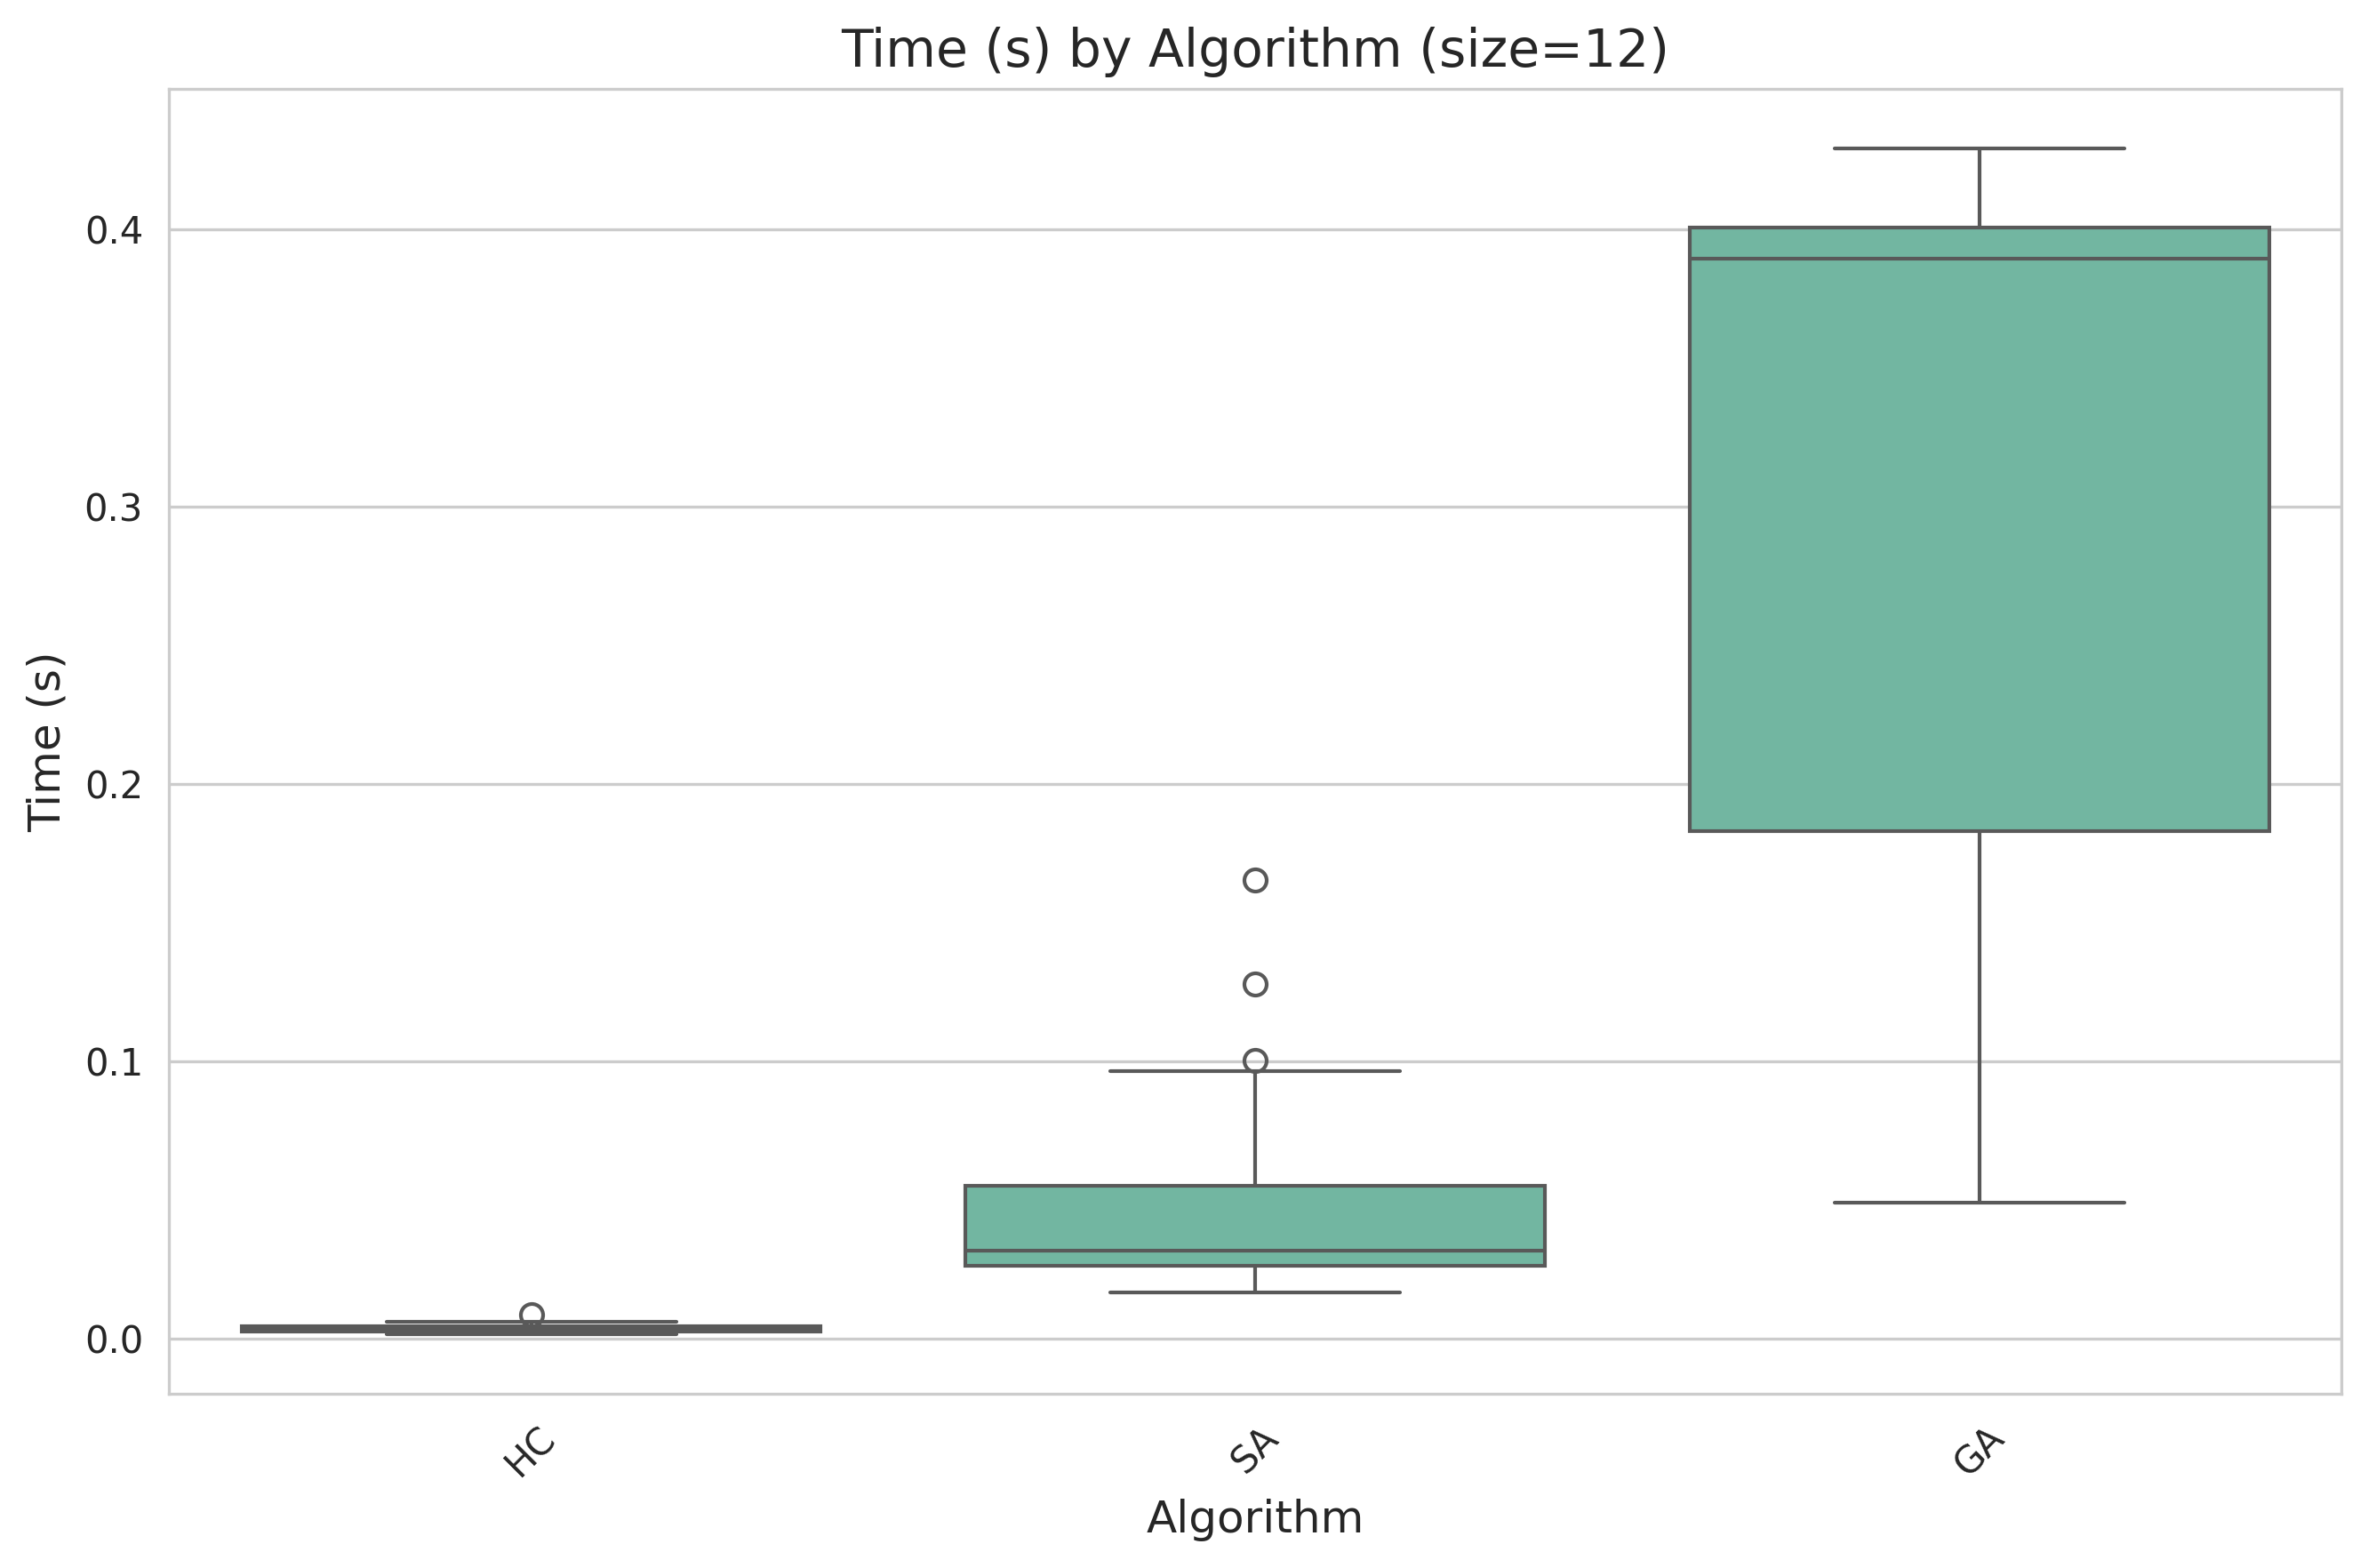 Time (s) by Algorithm (size=12)
Time (s)
0.4
0.3
0.2
0.1
0.0
HC
SA
GA
Algorithm